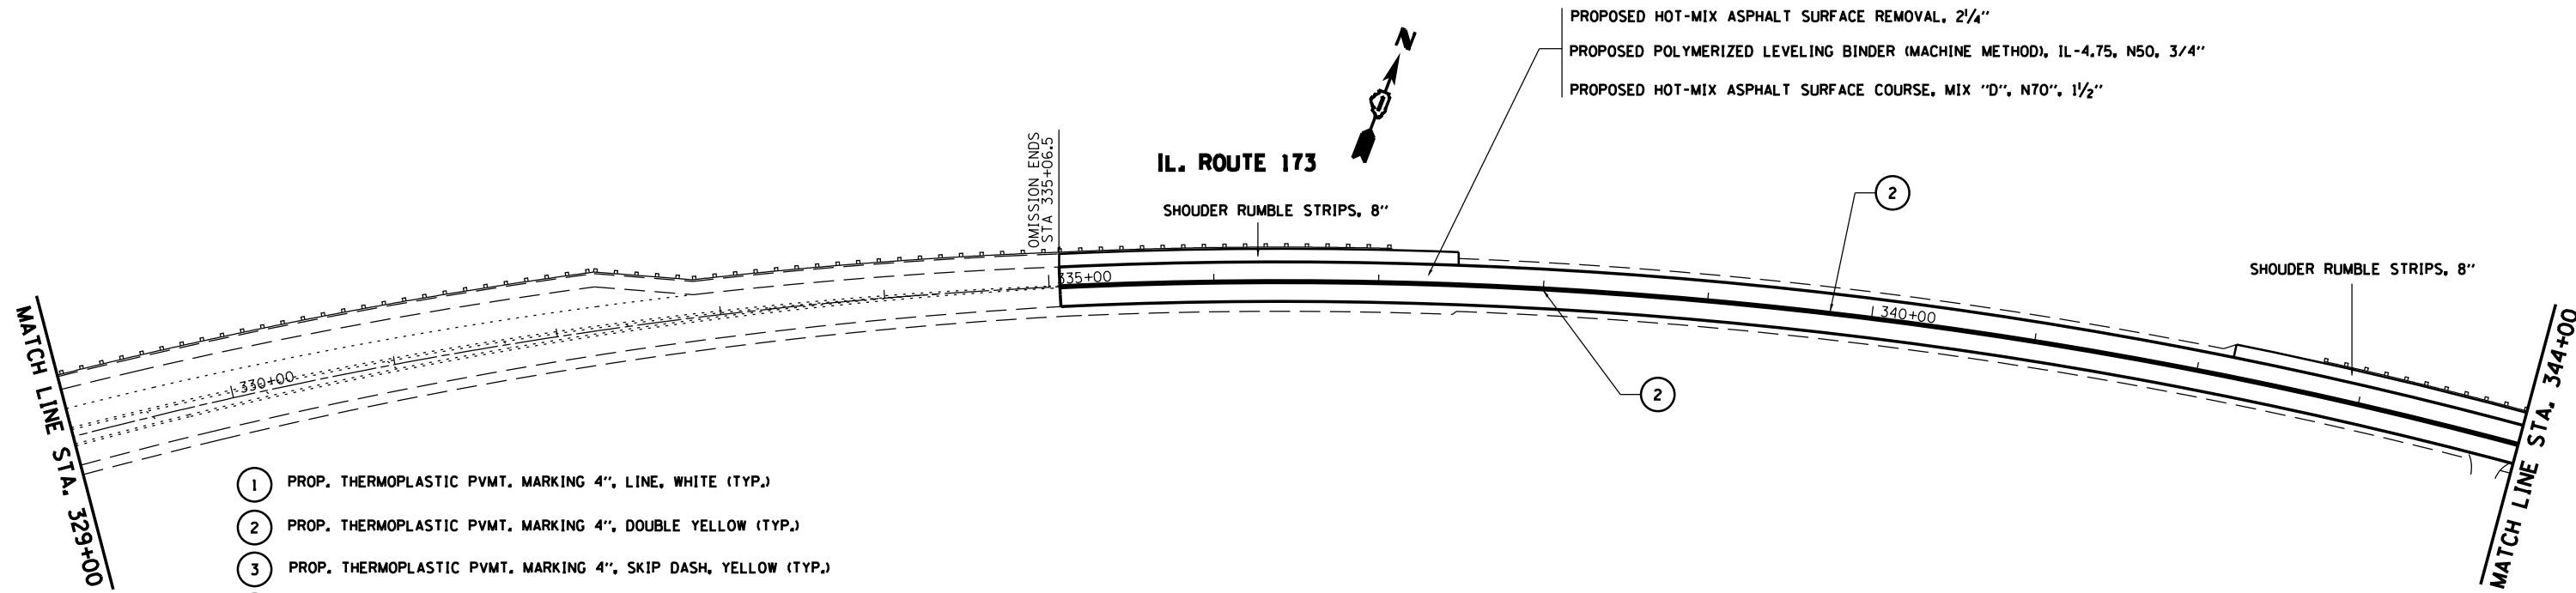 PROPOSED HOT-MIX ASPHALT SURFACE REMOVAL, 2 1/4"
PROPOSED POLYMERIZED LEVELING BINDER (MACHINE METHOD), IL-4.75, N50, 3/4"
PROPOSED HOT-MIX ASPHALT SURFACE COURSE, MIX "D", N70", 1 1/2"
N
OMISSION ENDS
STA 335+06.5
IL. ROUTE 173
SHOUDER RUMBLE STRIPS, 8"
2
SHOUDER RUMBLE STRIPS, 8"
335+00
340+00
330+00
2
MATCH LINE STA. 329+00
MATCH LINE STA. 344+00
1 PROP. THERMOPLASTIC PVMT. MARKING 4", LINE, WHITE (TYP.)
2 PROP. THERMOPLASTIC PVMT. MARKING 4", DOUBLE YELLOW (TYP.)
3 PROP. THERMOPLASTIC PVMT. MARKING 4", SKIP DASH, YELLOW (TYP.)